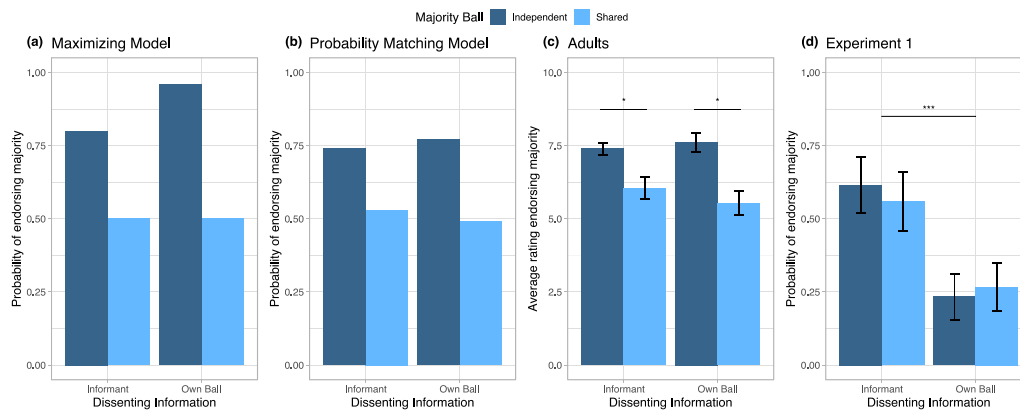 Majority Ball Independent Shared
(a) Maximizing Model
Probability of endorsing majority
1.00
0.75
0.50
0.25
0.00
Informant Own Ball
Dissenting Information
(b) Probability Matching Model
Probability of endorsing majority
1.00
0.75
0.50
0.25
0.00
Informant Own Ball
Dissenting Information
(c) Adults
Average rating endorsing majority
10.0
7.5
5.0
2.5
0.0
* *
Informant Own Ball
Dissenting Information
(d) Experiment 1
Probability of endorsing majority
1.00
0.75
0.50
0.25
0.00
***
Informant Own Ball
Dissenting Information